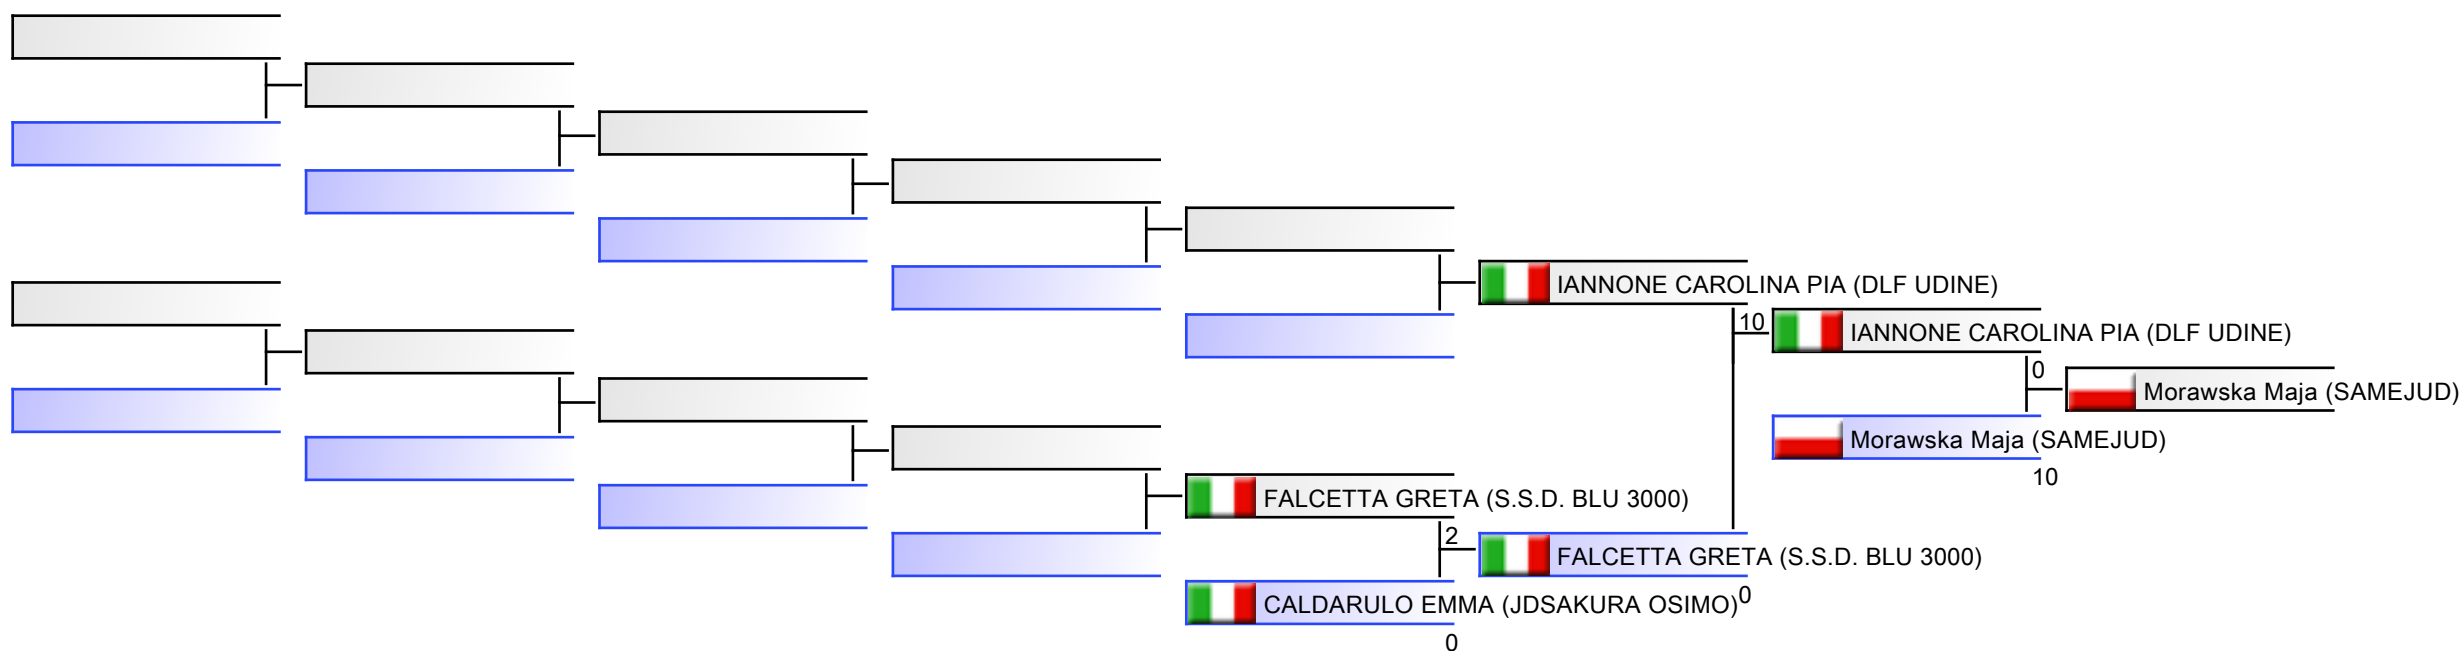 IANNONE CAROLINA PIA (DLF UDINE)
10
IANNONE CAROLINA PIA (DLF UDINE)
0
Morawska Maja (SAMEJUD)
Morawska Maja (SAMEJUD)
10
FALCETTA GRETA (S.S.D. BLU 3000)
2
FALCETTA GRETA (S.S.D. BLU 3000)
0
CALDARULO EMMA (JDSAKURA OSIMO)
0